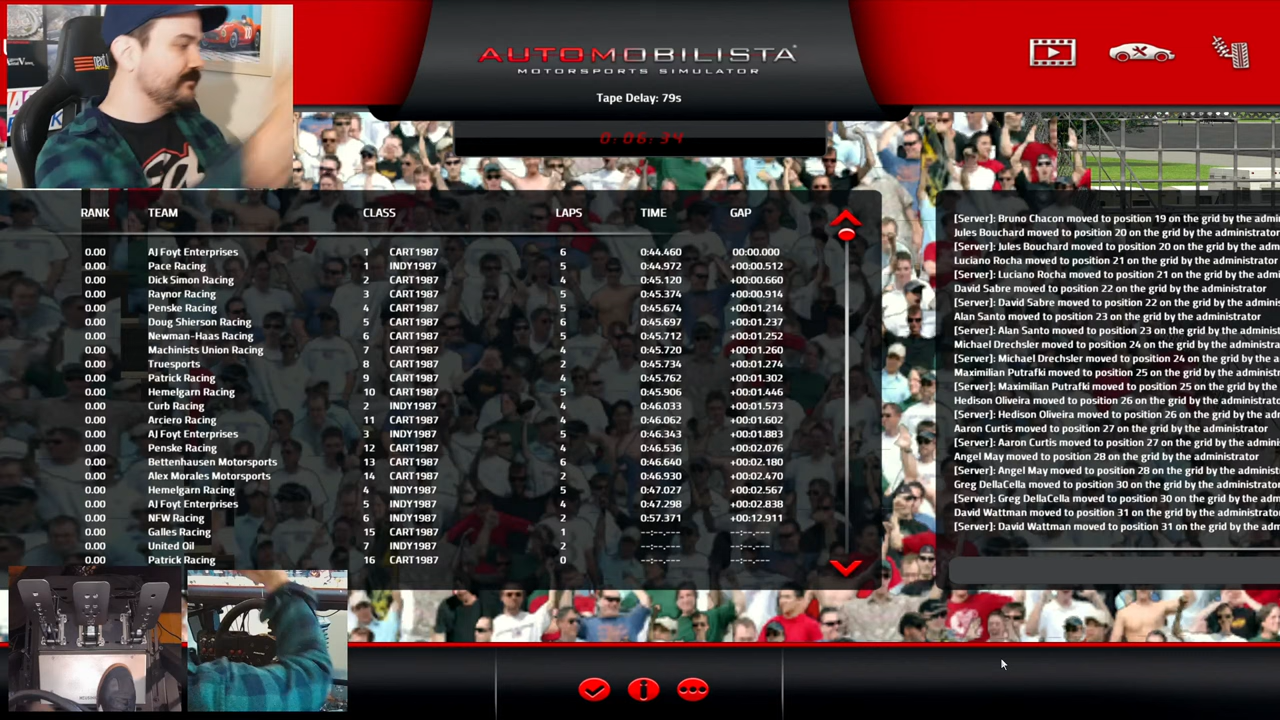 AUTOMOBILISTA
MOTORSPORTS SIMULATOR
Tape Delay: 79s
0:06:34
RANK TEAM CLASS LAPS TIME GAP
0.00 AJ Foyt Enterprises 1 CART1987 6 0:44.460 00:00.000
0.00 Pace Racing 1 INDY1987 5 0:44.972 +00:00.512
0.00 Dick Simon Racing 2 CART1987 4 0:45.120 +00:00.660
0.00 Raynor Racing 3 CART1987 5 0:45.374 +00:00.914
0.00 Penske Racing 4 CART1987 5 0:45.674 +00:01.214
0.00 Doug Shierson Racing 5 CART1987 6 0:45.697 +00:01.237
0.00 Newman-Haas Racing 6 CART1987 5 0:45.712 +00:01.252
0.00 Machinists Union Racing 7 CART1987 4 0:45.720 +00:01.260
0.00 Truesports 8 CART1987 2 0:45.734 +00:01.274
0.00 Patrick Racing 9 CART1987 4 0:45.762 +00:01.302
0.00 Hemelgarn Racing 10 CART1987 5 0:45.906 +00:01.446
0.00 Curb Racing 2 INDY1987 4 0:46.033 +00:01.573
0.00 Arciero Racing 11 CART1987 4 0:46.062 +00:01.602
0.00 AJ Foyt Enterprises 3 INDY1987 5 0:46.343 +00:01.883
0.00 Penske Racing 12 CART1987 4 0:46.536 +00:02.076
0.00 Bettenhausen Motorsports 13 CART1987 6 0:46.640 +00:02.180
0.00 Alex Morales Motorsports 14 CART1987 2 0:46.930 +00:02.470
0.00 Hemelgarn Racing 4 INDY1987 5 0:47.027 +00:02.567
0.00 AJ Foyt Enterprises 5 INDY1987 4 0:47.298 +00:02.838
0.00 NFW Racing 6 INDY1987 2 0:57.371 +00:12.911
0.00 Galles Racing 15 CART1987 1 --:--.--- --:--.---
0.00 United Oil 7 INDY1987 2 --:--.--- --:--.---
0.00 Patrick Racing 16 CART1987 0 --:--.--- --:--.---
[Server]: Bruno Chacon moved to position 19 on the grid by the admi
Jules Bouchard moved to position 20 on the grid by the administrator
[Server]: Jules Bouchard moved to position 20 on the grid by the
Luciano Rocha moved to position 21 on the grid by the administrator
[Server]: Luciano Rocha moved to position 21 on the grid by the
David Sabre moved to position 22 on the grid by the administrator
[Server]: David Sabre moved to position 22 on the grid by the
Alan Santo moved to position 23 on the grid by the administrator
[Server]: Alan Santo moved to position 23 on the grid by the adminis
Michael Drechsler moved to position 24 on the grid by the
[Server]: Michael Drechsler moved to position 24 on the grid by the a
Maximilian Putrafki moved to position 25 on the grid by the
[Server]: Maximilian Putrafki moved to position 25 on the grid by
Hedison Oliveira moved to position 26 on the grid by the
[Server]: Hedison Oliveira moved to position 26 on the grid by the
Aaron Curtis moved to position 27 on the grid by the administrator
[Server]: Aaron Curtis moved to position 27 on the grid by the
Angel May moved to position 28 on the grid by the administrator
[Server]: Angel May moved to position 28 on the grid by the
Greg DellaCella moved to position 30 on the grid by the
[Server]: Greg DellaCella moved to position 30 on the grid by the
David Wattman moved to position 31 on the grid by the
[Server]: David Wattman moved to position 31 on the grid by the